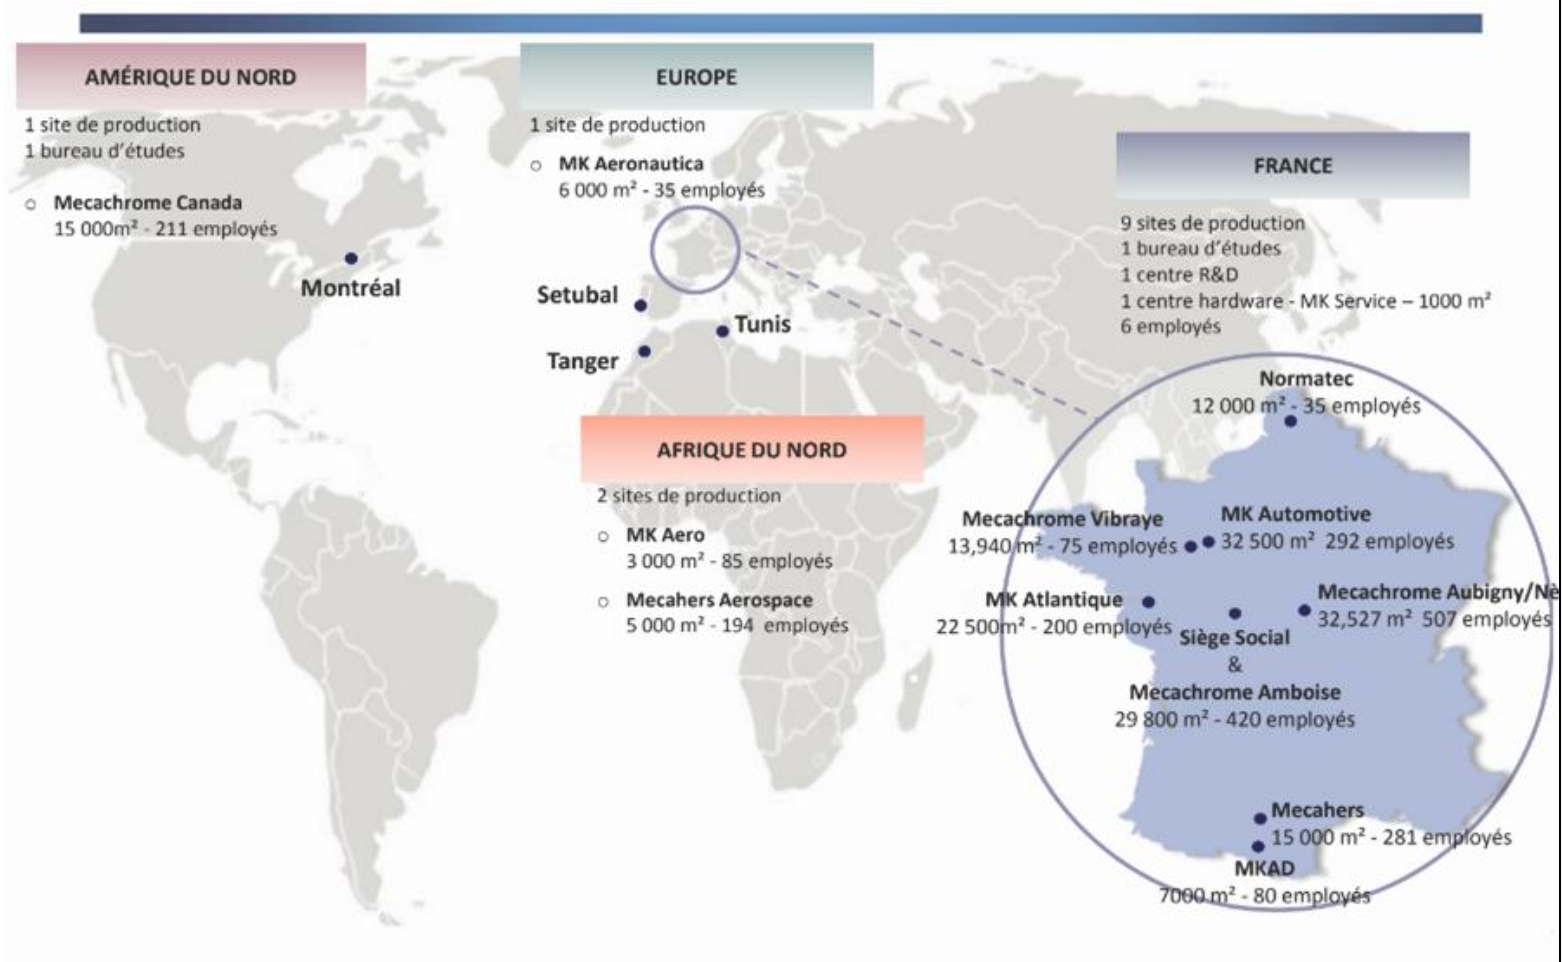 AMÉRIQUE DU NORD
1 site de production
1 bureau d'études
○ Mecachrome Canada
15 000m² - 211 employés
Montréal
EUROPE
1 site de production
○ MK Aeronautica
6 000 m² - 35 employés
Setubal
Tunis
Tanger
AFRIQUE DU NORD
2 sites de production
○ MK Aero
3 000 m² - 85 employés
○ Mecahers Aerospace
5 000 m² - 194 employés
FRANCE
9 sites de production
1 bureau d'études
1 centre R&D
1 centre hardware - MK Service – 1000 m²
6 employés
Normatec
12 000 m² - 35 employés
Mecachrome Vibraye
13,940 m² - 75 employés
MK Automotive
32 500 m² 292 employés
MK Atlantique
22 500m² - 200 employés
Mecachrome Aubigny/Nè
32,527 m² 507 employés
Siège Social
&
Mecachrome Amboise
29 800 m² - 420 employés
Mecahers
15 000 m² - 281 employés
MKAD
7000 m² - 80 employés